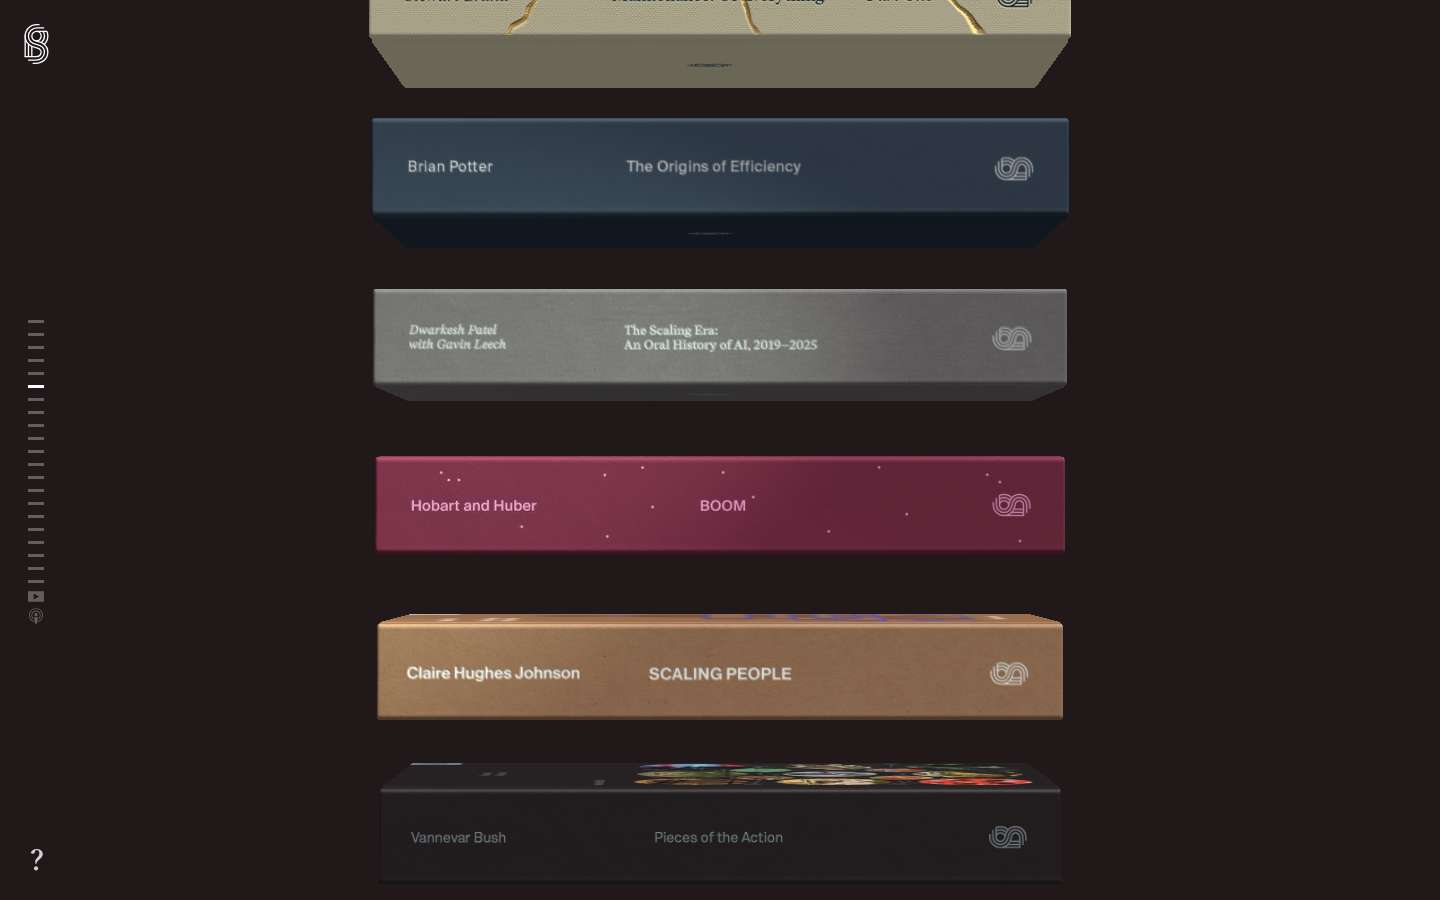 Brian Potter The Origins of Efficiency
Dwarkesh Patel
with Gavin Leech
The Scaling Era:
An Oral History of AI, 2019–2025
Hobart and Huber BOOM
Claire Hughes Johnson SCALING PEOPLE
Vannevar Bush Pieces of the Action
?